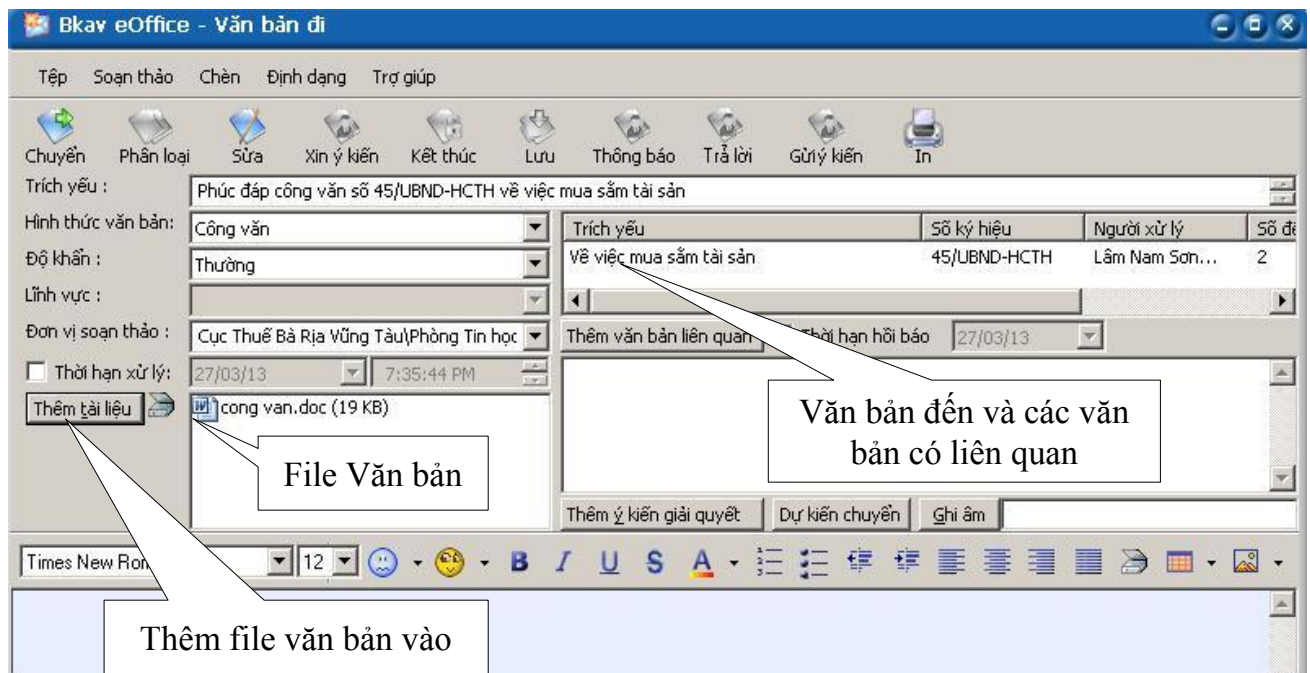 Bkav eOffice - Văn bản đi
Tệp Soạn thảo Chèn Định dạng Trợ giúp
Chuyển Phân loại Sửa Xin ý kiến Kết thúc Lưu Thông báo Trả lời Gửi ý kiến In
Trích yếu : Phúc đáp công văn số 45/UBND-HCTH về việc mua sắm tài sản
Hình thức văn bản: Công văn
Độ khẩn : Thường
Lĩnh vực :
Đơn vị soạn thảo : Cục Thuế Bà Rịa Vũng Tàu\Phòng Tin học
Thời hạn xử lý: 27/03/13 7:35:44 PM
Thêm tài liệu cong van.doc (19 KB)
File Văn bản
Trích yếu Số ký hiệu Người xử lý Số đế
Về việc mua sắm tài sản 45/UBND-HCTH Lâm Nam Sơn... 2
Thêm văn bản liên quan Thời hạn hồi báo 27/03/13
Văn bản đến và các văn
bản có liên quan
Thêm ý kiến giải quyết Dự kiến chuyển Ghi âm
Times New Rom 12 B I U S A
Thêm file văn bản vào